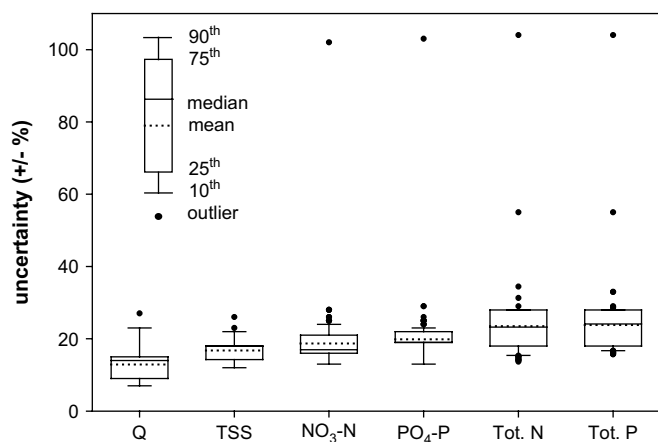 uncertainty (+/- %)
100
80
60
40
20
0
90th
75th
median
mean
25th
10th
outlier
Q
TSS
NO3-N
PO4-P
Tot. N
Tot. P